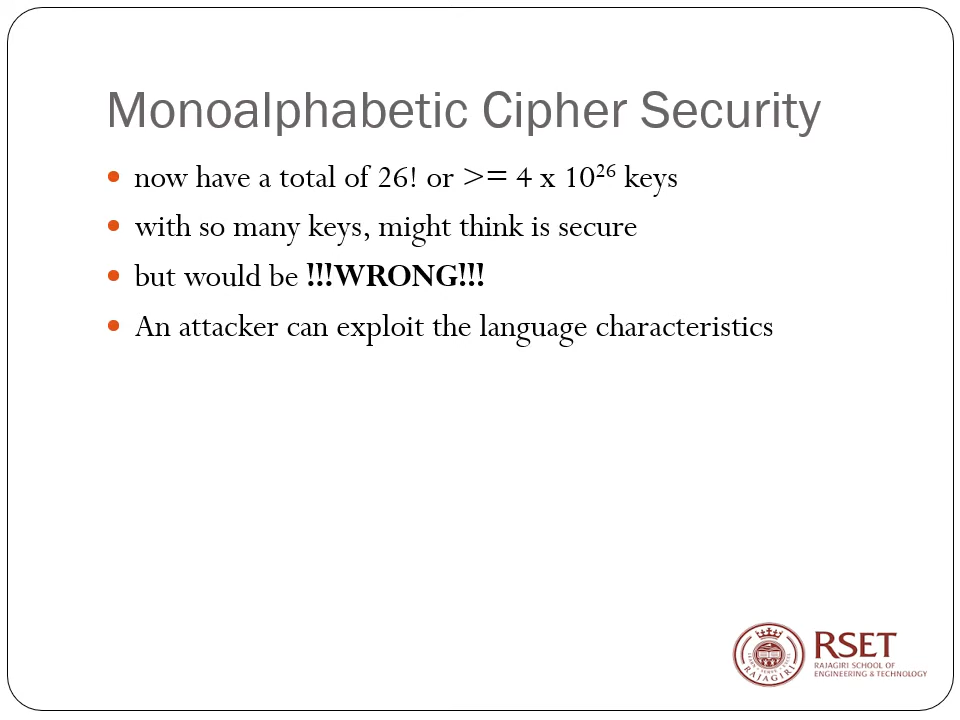 Monoalphabetic Cipher Security
• now have a total of 26! or >= 4 x 10²⁶ keys
• with so many keys, might think is secure
• but would be !!!WRONG!!!
• An attacker can exploit the language characteristics
RSET
RAJAGIRI SCHOOL OF
ENGINEERING & TECHNOLOGY
RAJAGIRI